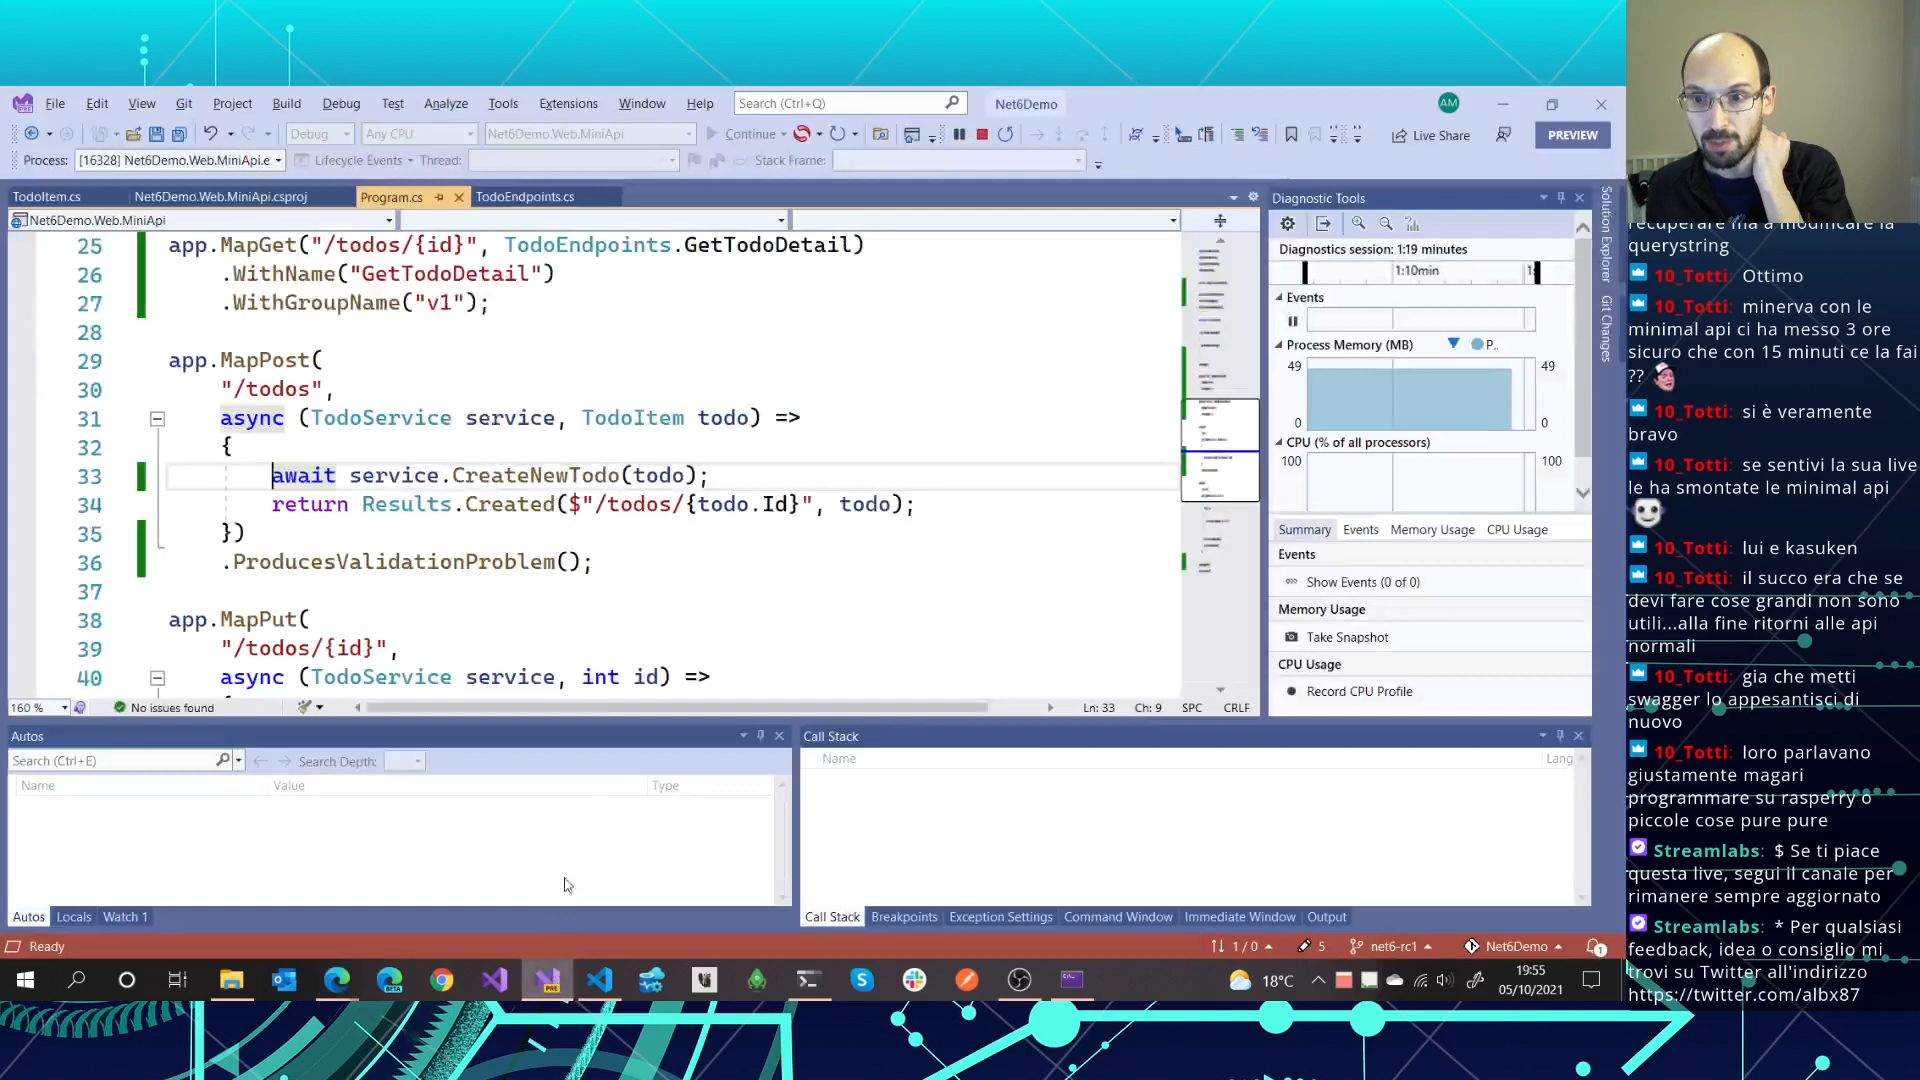 File Edit View Git Project Build Debug Test Analyze Tools Extensions Window Help Search (Ctrl+Q) Net6Demo AM
Debug Any CPU Net6Demo.Web.MiniApi Continue Live Share PREVIEW
Process: [16328] Net6Demo.Web.MiniApi.e Lifecycle Events Thread: Stack Frame:
TodoItem.cs Net6Demo.Web.MiniApi.csproj Program.cs TodoEndpoints.cs
Net6Demo.Web.MiniApi
25 app.MapGet("/todos/{id}", TodoEndpoints.GetTodoDetail)
26 .WithName("GetTodoDetail")
27 .WithGroupName("v1");
28
29 app.MapPost(
30 "/todos",
31 async (TodoService service, TodoItem todo) =>
32 {
33 await service.CreateNewTodo(todo);
34 return Results.Created($"/todos/{todo.Id}", todo);
35 })
36 .ProducesValidationProblem();
37
38 app.MapPut(
39 "/todos/{id}",
40 async (TodoService service, int id) =>
160 % No issues found Ln: 33 Ch: 9 SPC CRLF
Diagnostic Tools
Diagnostics session: 1:19 minutes
1:10min
Events
Process Memory (MB) P..
49 49
0 0
CPU (% of all processors)
100 100
Summary Events Memory Usage CPU Usage
Events
Show Events (0 of 0)
Memory Usage
Take Snapshot
CPU Usage
Record CPU Profile
Solution Explorer
Git Changes
Autos
Search (Ctrl+E) Search Depth:
Name Value Type
Autos Locals Watch 1
Call Stack
Name Lang
Call Stack Breakpoints Exception Settings Command Window Immediate Window Output
Ready 1 / 0 5 net6-rc1 Net6Demo 1
18°C 19:55
05/10/2021
recuperare ma a modificare la
querystring
10_Totti: Ottimo
10_Totti: minerva con le
minimal api ci ha messo 3 ore
sicuro che con 15 minuti ce la fai
??
10_Totti: si è veramente
bravo
10_Totti: se sentivi la sua live
le ha smontate le minimal api
10_Totti: lui e kasuken
10_Totti: il succo era che se
devi fare cose grandi non sono
utili...alla fine ritorni alle api
normali
10_Totti: gia che metti
swagger lo appesantisci di
nuovo
10_Totti: loro parlavano
giustamente magari
programmare su rasperry o
piccole cose pure pure
Streamlabs: $ Se ti piace
questa live, segui il canale per
rimanere sempre aggiornato
Streamlabs: * Per qualsiasi
feedback, idea o consiglio mi
trovi su Twitter all'indirizzo
https://twitter.com/albx87